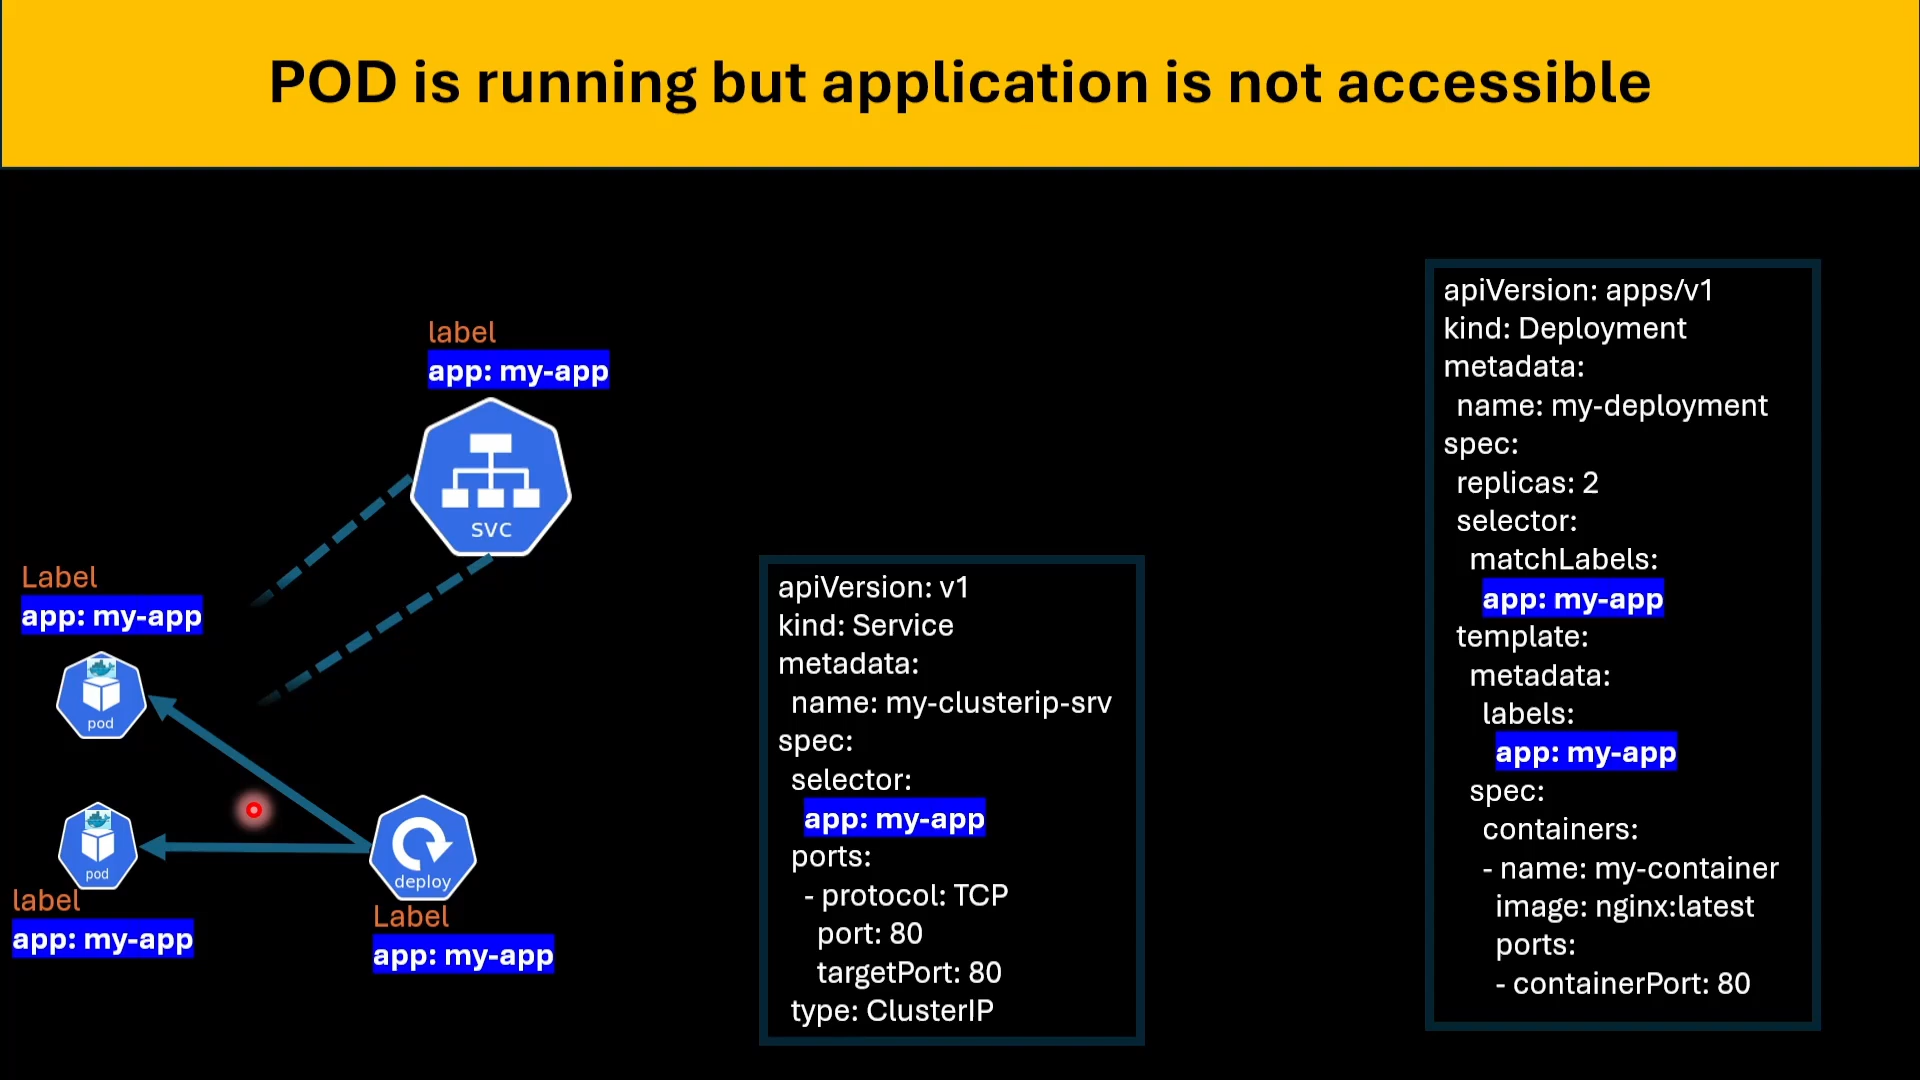 POD is running but application is not accessible
label
app: my-app
svc
Label
app: my-app
pod
pod
label
app: my-app
deploy
Label
app: my-app
apiVersion: v1
kind: Service
metadata:
name: my-clusterip-srv
spec:
selector:
app: my-app
ports:
- protocol: TCP
port: 80
targetPort: 80
type: ClusterIP
apiVersion: apps/v1
kind: Deployment
metadata:
name: my-deployment
spec:
replicas: 2
selector:
matchLabels:
app: my-app
template:
metadata:
labels:
app: my-app
spec:
containers:
- name: my-container
image: nginx:latest
ports:
- containerPort: 80